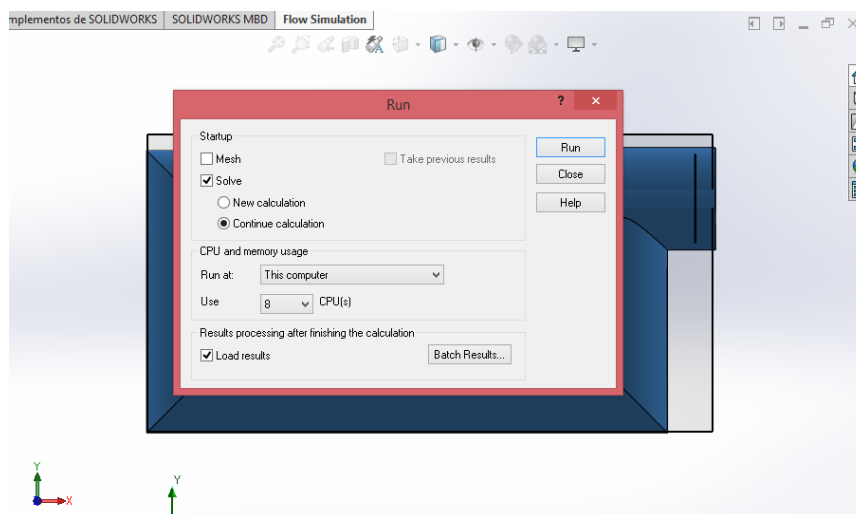 mplementos de SOLIDWORKS SOLIDWORKS MBD Flow Simulation
Run ?
Startup
Mesh Take previous results
Solve
New calculation
Continue calculation
Run
Close
Help
CPU and memory usage
Run at: This computer
Use 8 CPU(s)
Results processing after finishing the calculation
Load results Batch Results...
Y
X
Y